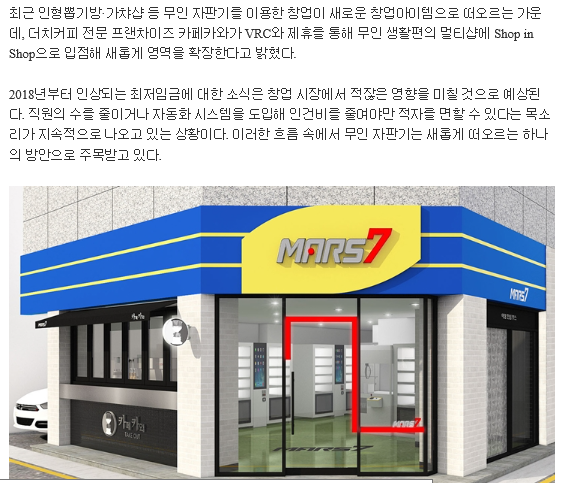 최근 인형뽑기방·가챠샵 등 무인 자판기를 이용한 창업이 새로운 창업아이템으로 떠오르는 가운
데, 더치커피 전문 프랜차이즈 카페카와가 VRC와 제휴를 통해 무인 생활편의 멀티샵에 Shop in
Shop으로 입점해 새롭게 영역을 확장한다고 밝혔다.
2018년부터 인상되는 최저임금에 대한 소식은 창업 시장에서 적잖은 영향을 미칠 것으로 예상된
다. 직원의 수를 줄이거나 자동화 시스템을 도입해 인건비를 줄여야만 적자를 면할 수 있다는 목소
리가 지속적으로 나오고 있는 상황이다. 이러한 흐름 속에서 무인 자판기는 새롭게 떠오르는 하나
의 방안으로 주목받고 있다.
MARS7
MARS7
MARS7
MARS7
MARS7